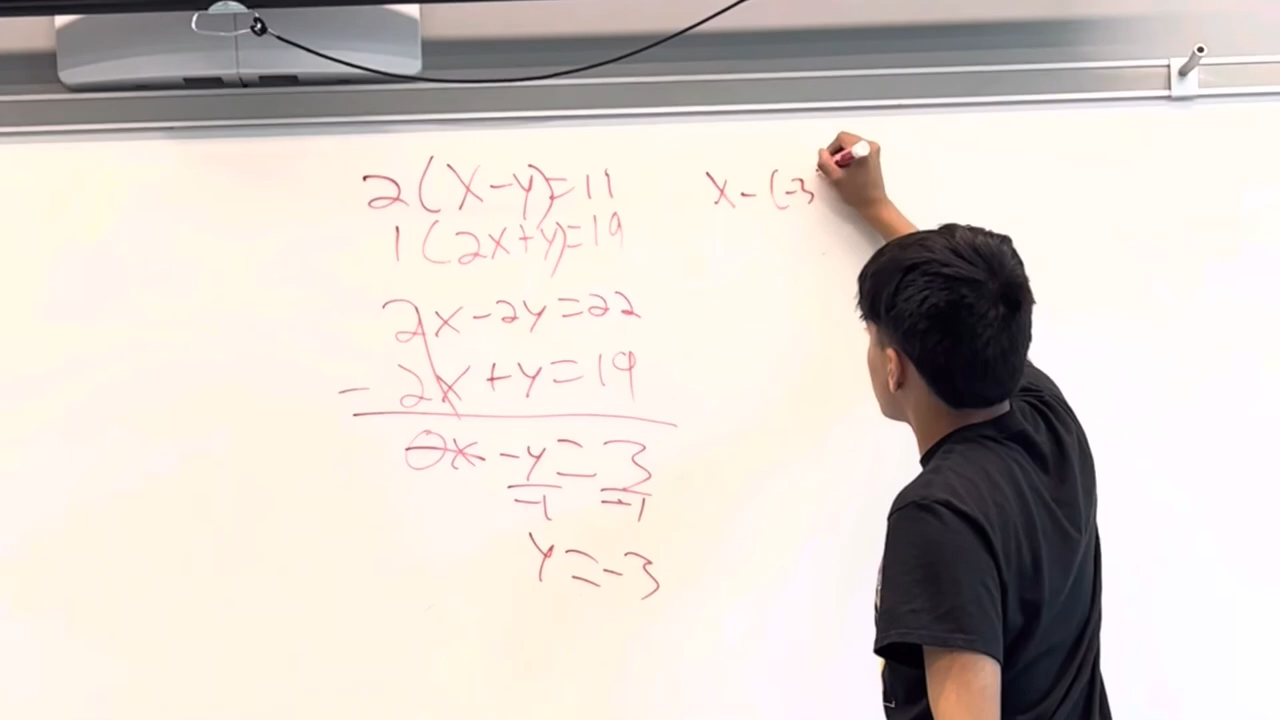 2(x-y)=11
1(2x+y)=19
2x-2y=22
- 2x+y=19
0x-y=3
-1 -1
y=-3
x-(-3